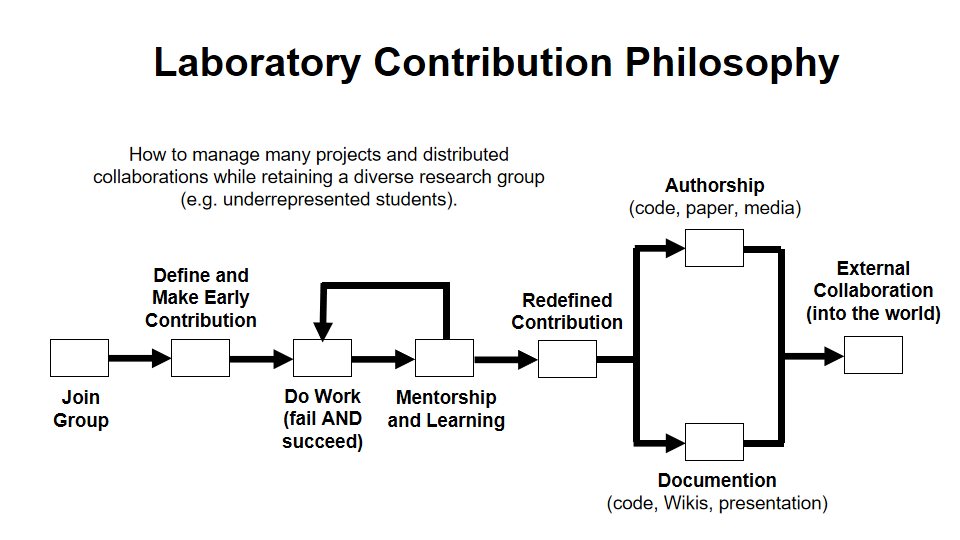 Laboratory Contribution Philosophy
How to manage many projects and distributed
collaborations while retaining a diverse research group
(e.g. underrepresented students).
Join
Group
Define and
Make Early
Contribution
Do Work
(fail AND
succeed)
Mentorship
and Learning
Redefined
Contribution
Authorship
(code, paper, media)
Documention
(code, Wikis, presentation)
External
Collaboration
(into the world)